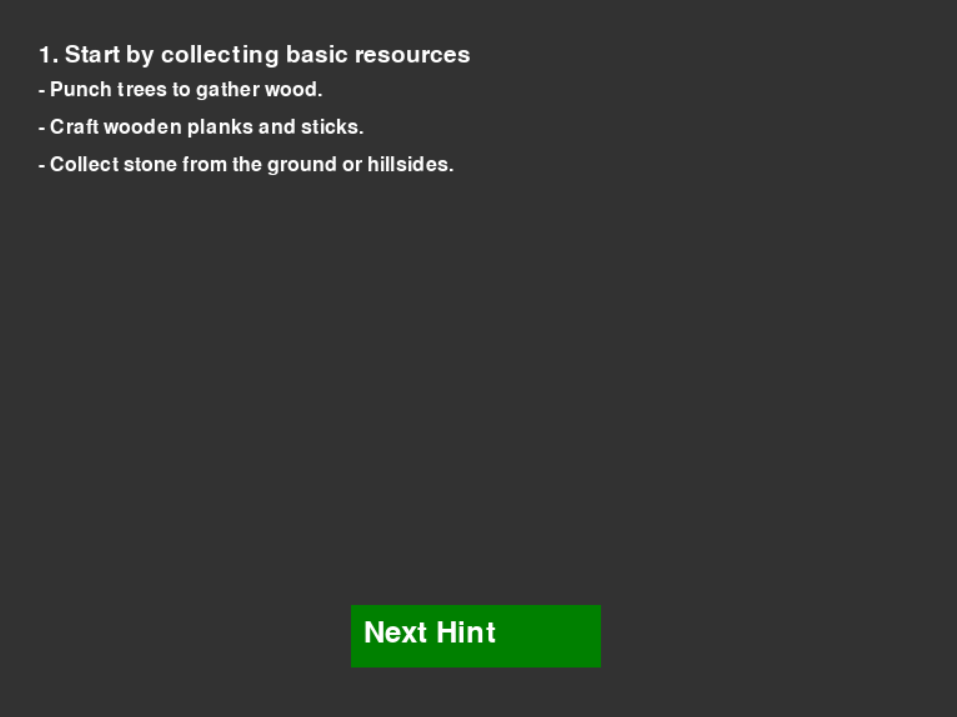 1. Start by collecting basic resources
- Punch trees to gather wood.
- Craft wooden planks and sticks.
- Collect stone from the ground or hillsides.
Next Hint